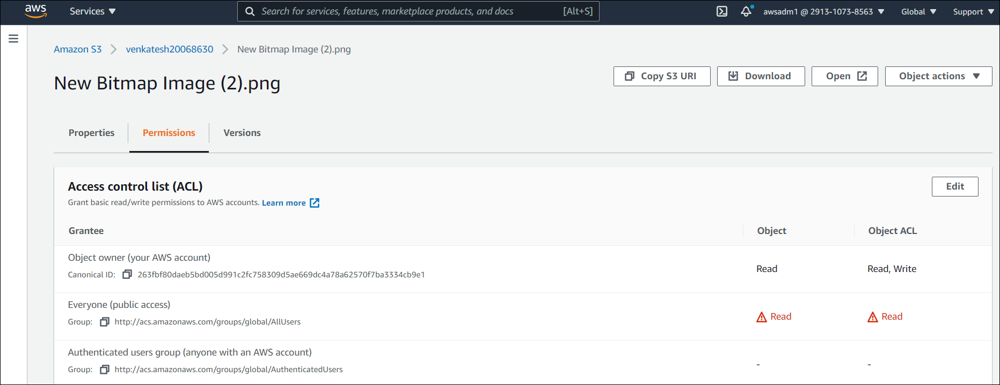 aws Services Search for services, features, marketplace products, and docs [Alt+S] awsadm1 @ 2913-1073-8563 Global Support
Amazon S3 venkatesh20068630 New Bitmap Image (2).png
New Bitmap Image (2).png Copy S3 URI Download Open Object actions
Properties Permissions Versions
Access control list (ACL) Edit
Grant basic read/write permissions to AWS accounts. Learn more
Grantee Object Object ACL
Object owner (your AWS account)
Read Read, Write
Canonical ID: 263fbf80daeb5bd005d991c2fc758309d5ae669dc4a78a62570f7ba3334cb9e1
Everyone (public access)
Read Read
Group: http://acs.amazonaws.com/groups/global/AllUsers
Authenticated users group (anyone with an AWS account)
- -
Group: http://acs.amazonaws.com/groups/global/AuthenticatedUsers